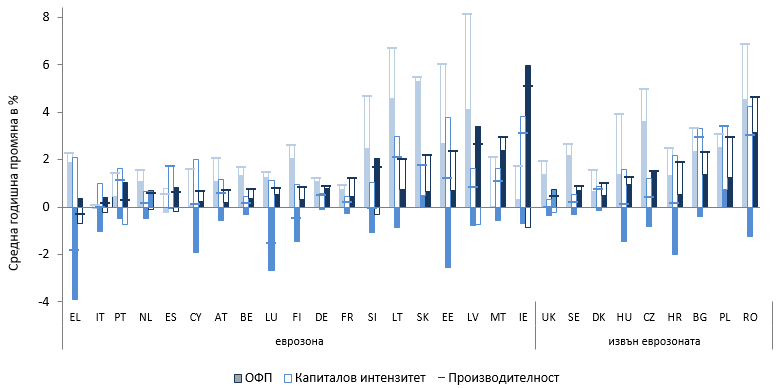 Средна годишна промяна в %
8
6
4
2
0
-2
-4
EL IT PT NL ES CY AT BE LU FI DE FR SI LT SK EE LV MT IE UK SE DK HU CZ HR BG PL RO
еврозона извън еврозоната
ОФП Капиталов интензитет Производителност